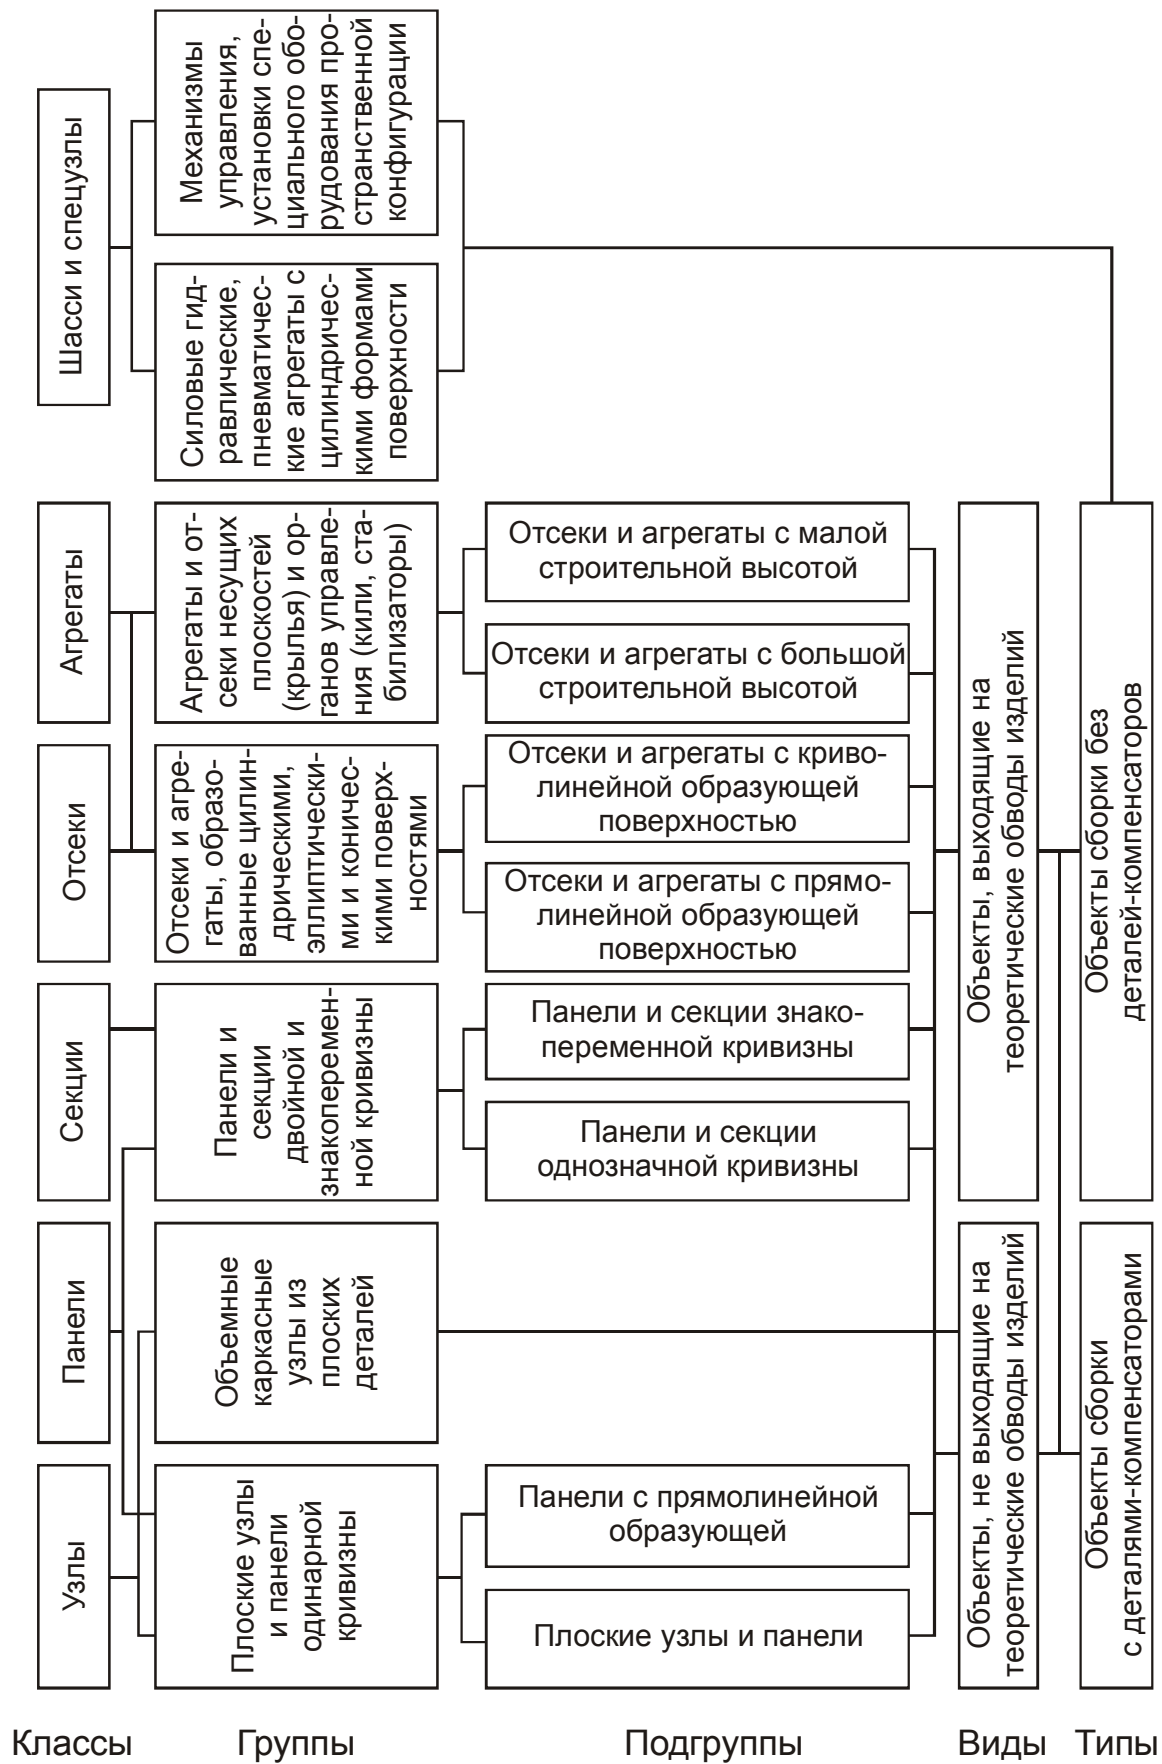 Классы
Узлы
Панели
Секции
Отсеки
Агрегаты
Шасси и спецузлы
Группы
Плоские узлы
и панели
одинарной
кривизны
Объемные
каркасные
узлы из
плоских
деталей
Панели и
секции
двойной и
знакоперемен-
ной кривизны
Отсеки и агре-
гаты, образо-
ванные цилин-
дрическими,
эллиптически-
ми и коничес-
кими поверх-
ностями
Агрегаты и от-
секи несущих
плоскостей
(крылья) и ор-
ганов управле-
ния (кили, ста-
билизаторы)
Силовые гид-
равлические,
пневматичес-
кие агрегаты с
цилиндричес-
кими формами
поверхности
Механизмы
управления,
установки спе-
циального обо-
рудования про-
странственной
конфигурации
Подгруппы
Плоские узлы и панели
Панели с прямолинейной
образующей
Панели и секции
однозначной кривизны
Панели и секции знако-
переменной кривизны
Отсеки и агрегаты с прямо-
линейной образующей
поверхностью
Отсеки и агрегаты с криво-
линейной образующей
поверхностью
Отсеки и агрегаты с большой
строительной высотой
Отсеки и агрегаты с малой
строительной высотой
Виды
Объекты, не выходящие на
теоретические обводы изделий
Объекты, выходящие на
теоретические обводы изделий
Типы
Объекты сборки
с деталями-компенсаторами
Объекты сборки без
деталей-компенсаторов